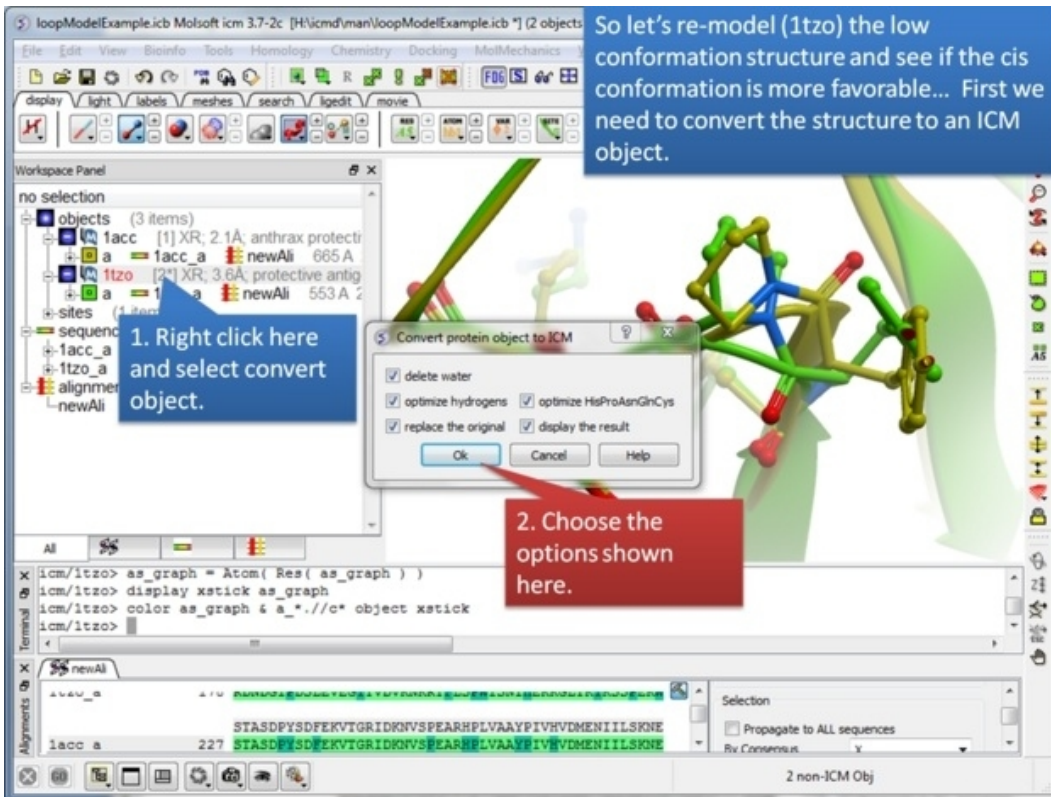 loopModelExample.icb Molsoft icm 3.7-2c [H:\icmd\man\loopModelExample.icb *] (2 objects
So let's re-model (1tzo) the low
conformation structure and see if the cis
conformation is more favorable... First we
need to convert the structure to an ICM
object.
File Edit View Bioinfo Tools Homology Chemistry Docking MolMechanics
FOG
display light labels meshes search ligedit movie
RES ATOM VAR SITE
Workspace Panel
no selection
objects (3 items)
1acc [1] XR; 2.1Å; anthrax protecti
a 1acc_a newAli 665 A
1tzo [2*] XR; 3.6Å; protective antig
a newAli 553 A 2
sites
sequenc
1acc_a
1tzo_a
alignme
newAli
1. Right click here
and select convert
object.
Convert protein object to ICM
delete water
optimize hydrogens optimize HisProAsnGlnCys
replace the original display the result
Ok Cancel Help
2. Choose the
options shown
here.
All
Terminal
icm/1tzo> as_graph = Atom( Res( as_graph ) )
icm/1tzo> display xstick as_graph
icm/1tzo> color as_graph & a_*.//c* object xstick
icm/1tzo>
Alignments
newAli
STASDPYSDFEKVTGRIDKNVSPEARHPLVAAYPIVHVDMENIILSKNE
1acc a 227 STASDPYSDFEKVTGRIDKNVSPEARHPLVAAYPIVHVDMENIILSKNE
Selection
Propagate to ALL sequences
By Consensus
2 non-ICM Obj